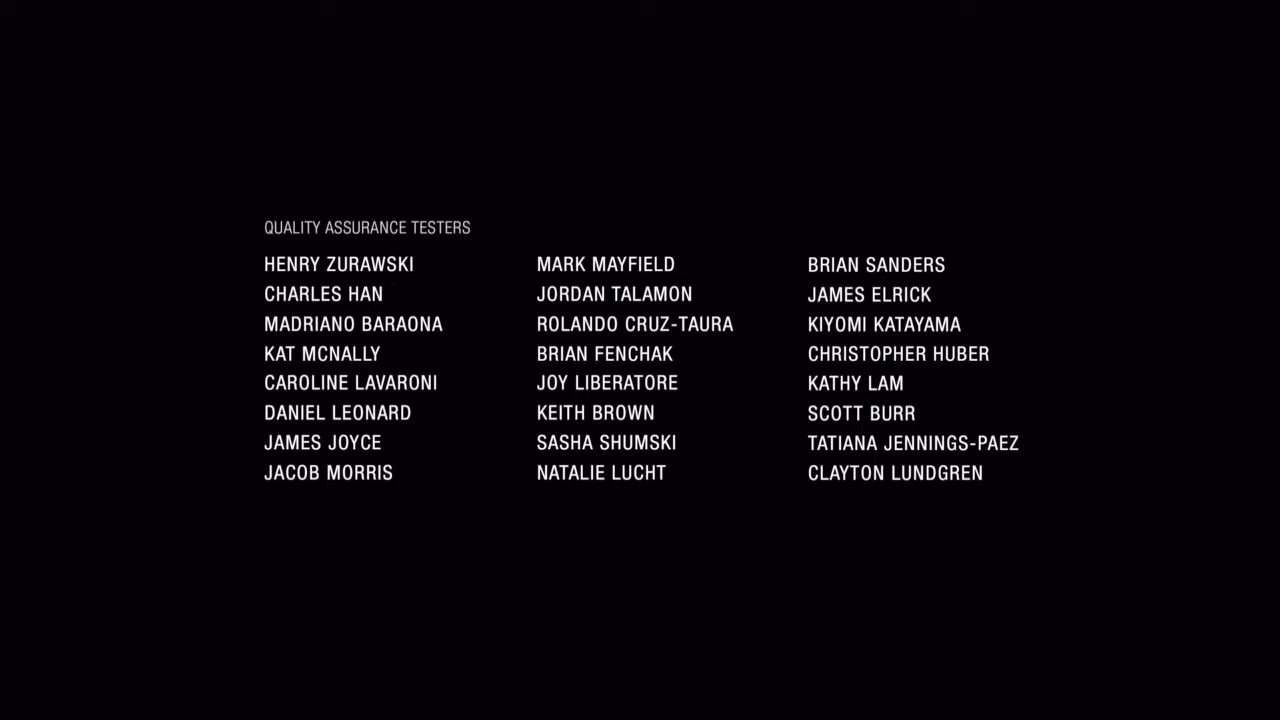 QUALITY ASSURANCE TESTERS
HENRY ZURAWSKI
CHARLES HAN
MADRIANO BARAONA
KAT MCNALLY
CAROLINE LAVARONI
DANIEL LEONARD
JAMES JOYCE
JACOB MORRIS
MARK MAYFIELD
JORDAN TALAMON
ROLANDO CRUZ-TAURA
BRIAN FENCHAK
JOY LIBERATORE
KEITH BROWN
SASHA SHUMSKI
NATALIE LUCHT
BRIAN SANDERS
JAMES ELRICK
KIYOMI KATAYAMA
CHRISTOPHER HUBER
KATHY LAM
SCOTT BURR
TATIANA JENNINGS-PAEZ
CLAYTON LUNDGREN